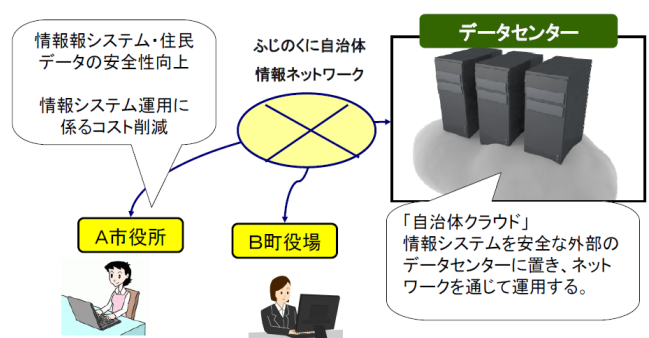 情報報システム・住民
データの安全性向上
情報システム運用に
係るコスト削減
ふじのくに自治体
情報ネットワーク
データセンター
A市役所
B町役場
「自治体クラウド」
情報システムを安全な外部の
データセンターに置き、ネット
ワークを通じて運用する。